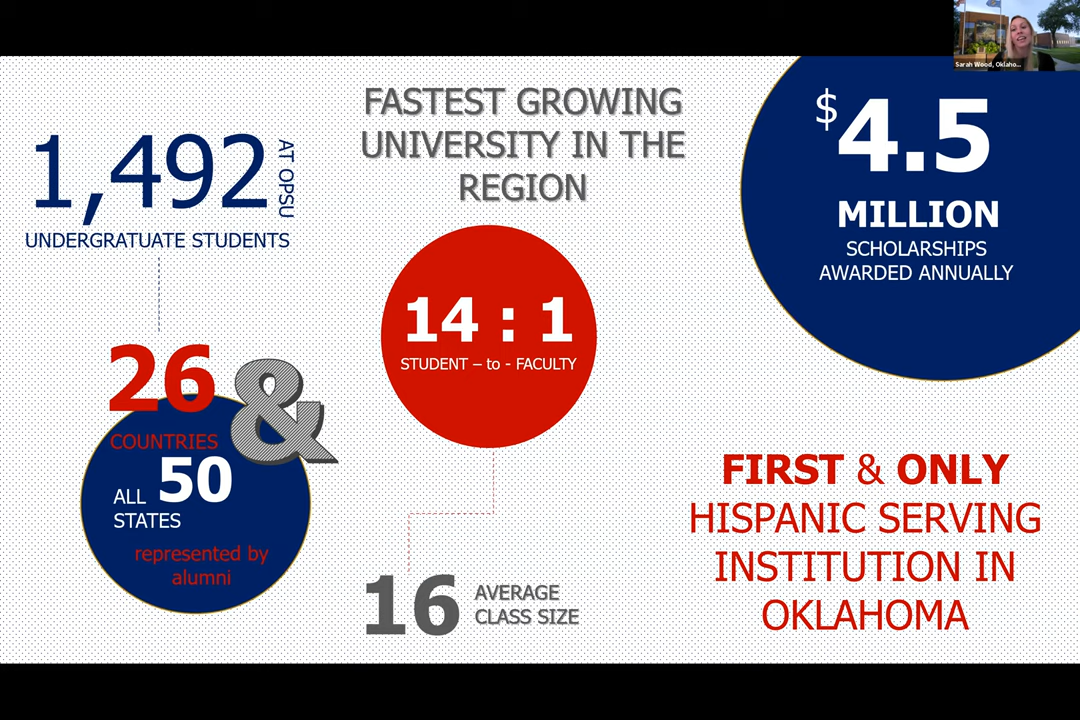 Sarah Wood, Oklaho...
1,492
AT OPSU
UNDERGRATUATE STUDENTS
26
COUNTRIES
&
ALL 50
STATES
represented by
alumni
FASTEST GROWING
UNIVERSITY IN THE
REGION
14 : 1
STUDENT – to - FACULTY
16 AVERAGE
CLASS SIZE
$4.5
MILLION
SCHOLARSHIPS
AWARDED ANNUALLY
FIRST & ONLY
HISPANIC SERVING
INSTITUTION IN
OKLAHOMA